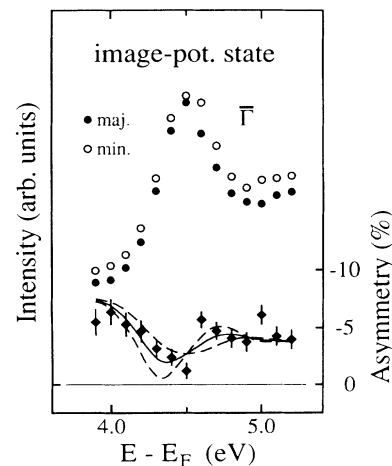 image-pot. state
Γ̅
● maj.
○ min.
Intensity (arb. units)
-10
-5
0
Asymmetry (%)
4.0 5.0
E - E_F (eV)